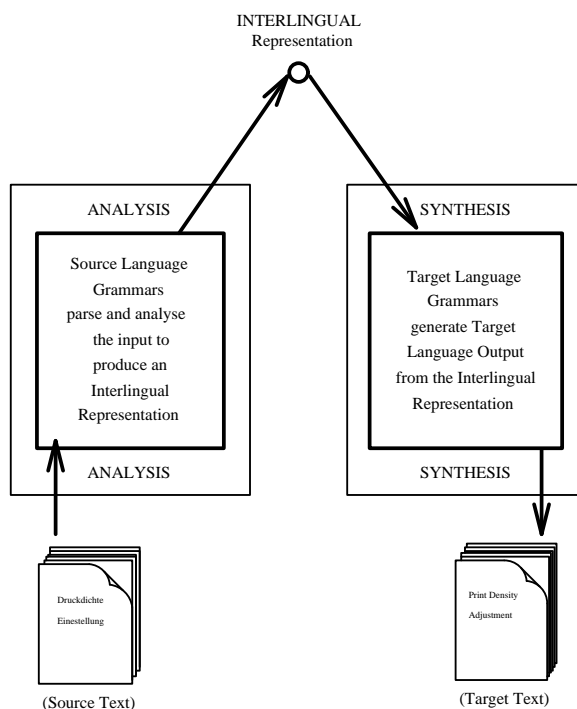 INTERLINGUAL
Representation
ANALYSIS
Source Language
Grammars
parse and analyse
the input to
produce an
Interlingual
Representation
ANALYSIS
SYNTHESIS
Target Language
Grammars
generate Target
Language Output
from the Interlingual
Representation
SYNTHESIS
Druckdichte
Einestellung
(Source Text)
Print Density
Adjustment
(Target Text)